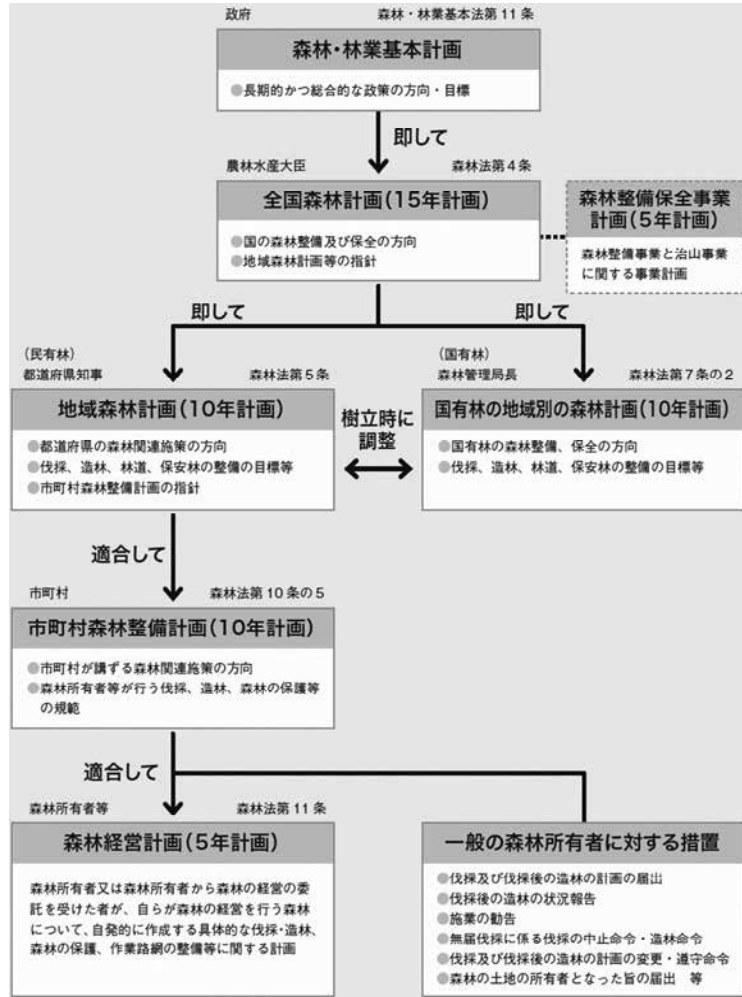 政府 森林・林業基本法第11条
森林・林業基本計画
●長期的かつ総合的な政策の方向・目標
即して
農林水産大臣 森林法第4条
全国森林計画(15年計画)
●国の森林整備及び保全の方向
●地域森林計画等の指針
森林整備保全事業
計画(5年計画)
森林整備事業と治山事業
に関する事業計画
即して 即して
(民有林)
都道府県知事 森林法第5条
地域森林計画(10年計画)
●都道府県の森林関連施策の方向
●伐採、造林、林道、保安林の整備の目標等
●市町村森林整備計画の指針
樹立時に
調整
(国有林)
森林管理局長 森林法第7条の2
国有林の地域別の森林計画(10年計画)
●国有林の森林整備、保全の方向
●伐採、造林、林道、保安林の整備の目標等
適合して
市町村 森林法第10条の5
市町村森林整備計画(10年計画)
●市町村が講ずる森林関連施策の方向
●森林所有者等が行う伐採、造林、森林の保護等
の規範
適合して
森林所有者等 森林法第11条
森林経営計画(5年計画)
森林所有者又は森林所有者から森林の経営の委
託を受けた者が、自らが森林の経営を行う森林
について、自発的に作成する具体的な伐採・造林、
森林の保護、作業路網の整備等に関する計画
一般の森林所有者に対する措置
●伐採及び伐採後の造林の計画の届出
●伐採後の造林の状況報告
●施業の勧告
●無届伐採に係る伐採の中止命令・造林命令
●伐採及び伐採後の造林の計画の変更・遵守命令
●森林の土地の所有者となった旨の届出 等